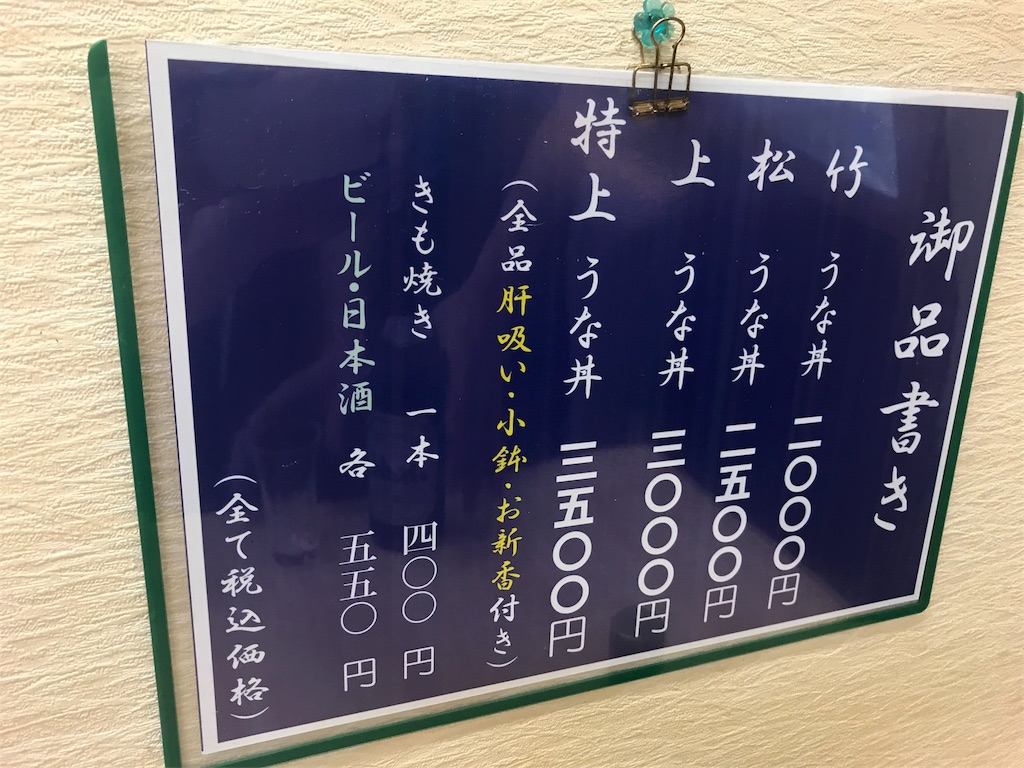 御品書き
竹 うな丼 二〇〇〇円
松 うな丼 二五〇〇円
上 うな丼 三〇〇〇円
特上 うな丼 三五〇〇円
(全品肝吸い・小鉢・お新香付き)
きも焼き 一本 四〇〇円
ビール・日本酒 各 五五〇円
(全て税込価格)